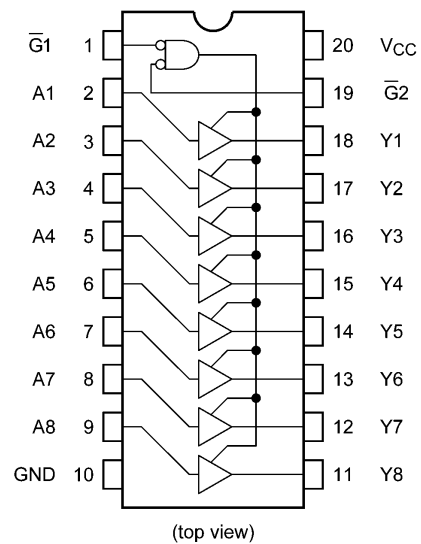 G̅1 1 20 VCC
A1 2 19 G̅2
A2 3 18 Y1
A3 4 17 Y2
A4 5 16 Y3
A5 6 15 Y4
A6 7 14 Y5
A7 8 13 Y6
A8 9 12 Y7
GND 10 11 Y8
(top view)